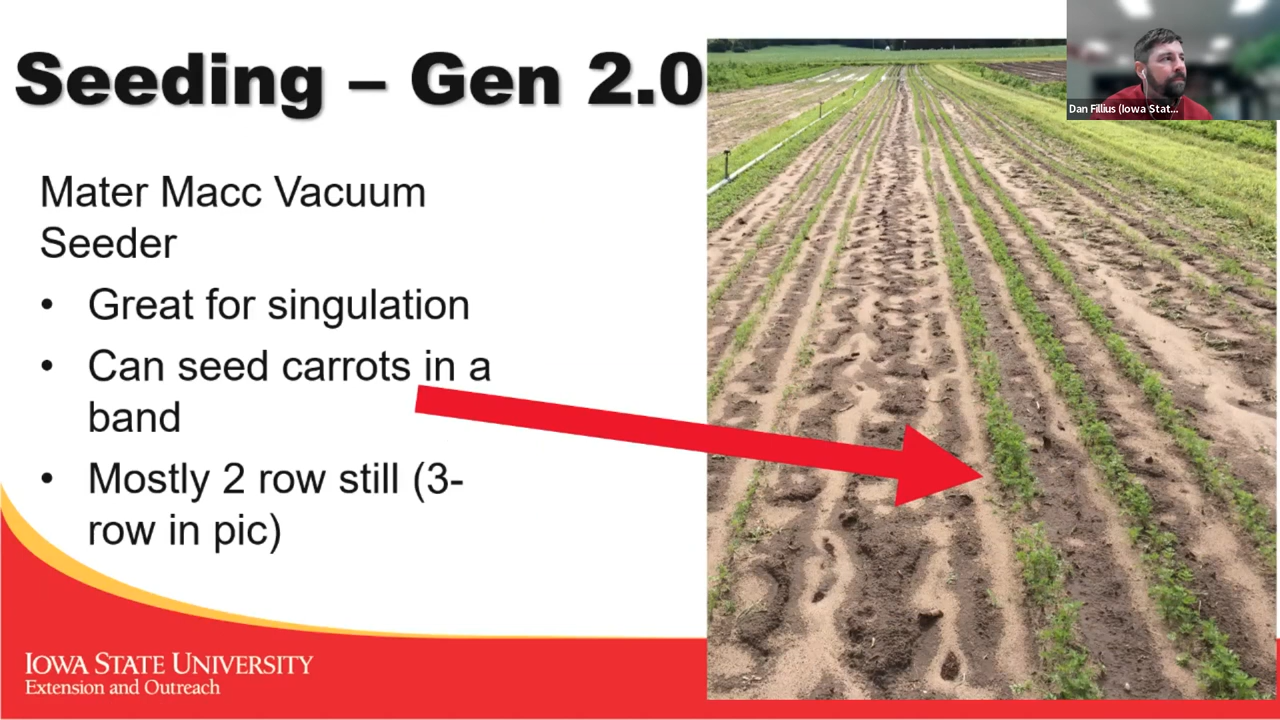 Seeding – Gen 2.0
Mater Macc Vacuum
Seeder
• Great for singulation
• Can seed carrots in a
band
• Mostly 2 row still (3-
row in pic)
IOWA STATE UNIVERSITY
Extension and Outreach
Dan Fillius (Iowa Stat...